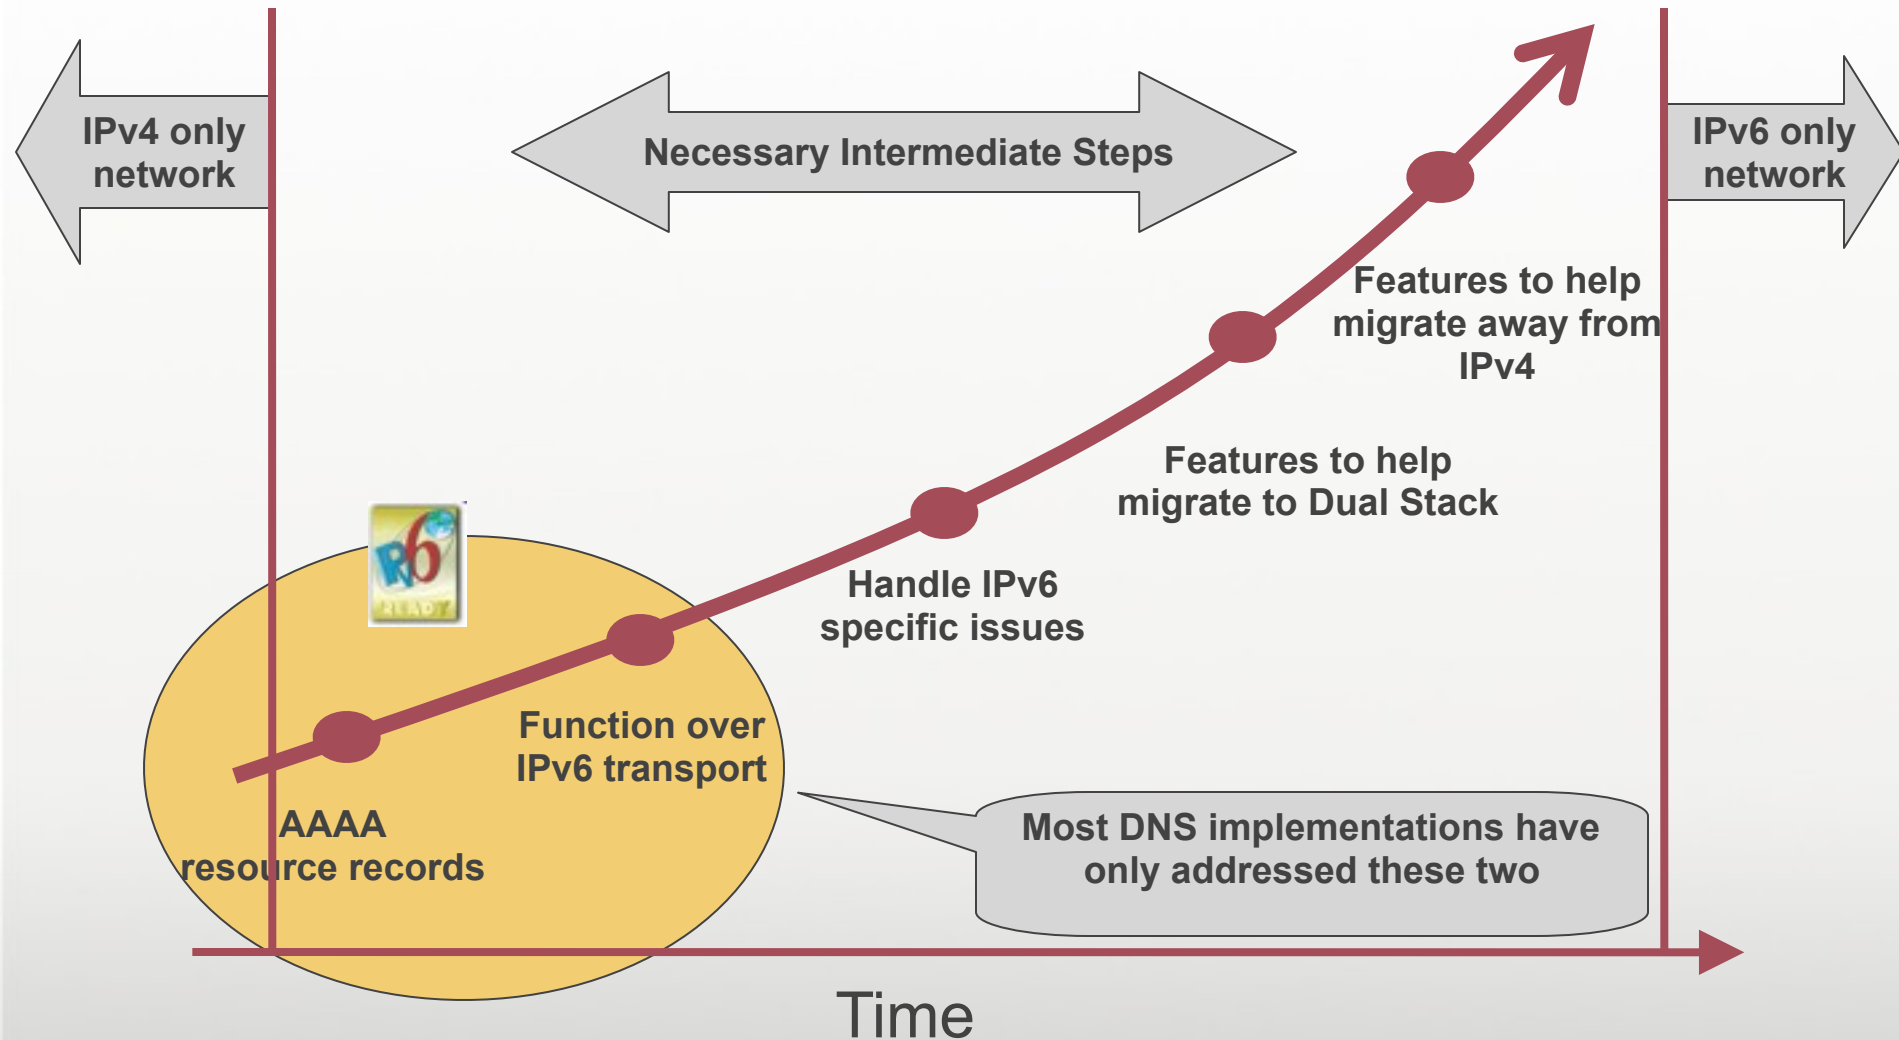 IPv4 only
network
Necessary Intermediate Steps
IPv6 only
network
Features to help
migrate away from
IPv4
Features to help
migrate to Dual Stack
IPv6
READY
Handle IPv6
specific issues
Function over
IPv6 transport
AAAA
resource records
Most DNS implementations have
only addressed these two
Time